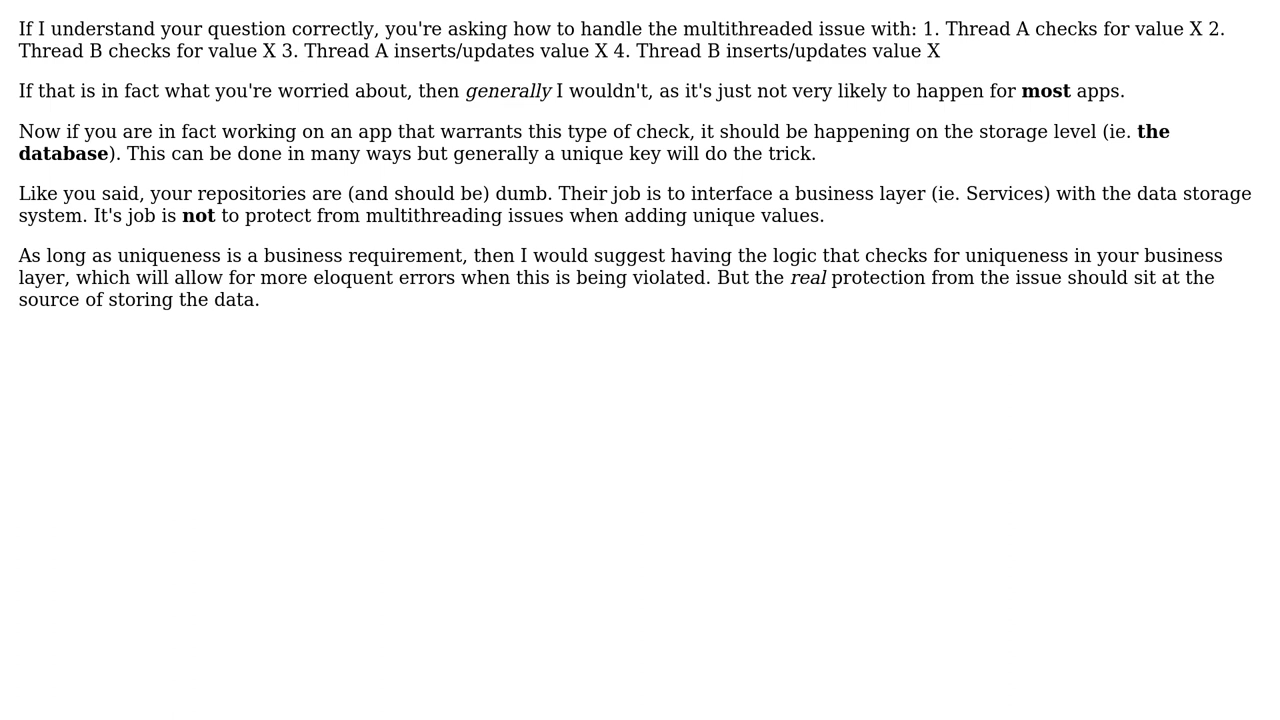 If I understand your question correctly, you're asking how to handle the multithreaded issue with: 1. Thread A checks for value X 2.
Thread B checks for value X 3. Thread A inserts/updates value X 4. Thread B inserts/updates value X
If that is in fact what you're worried about, then generally I wouldn't, as it's just not very likely to happen for most apps.
Now if you are in fact working on an app that warrants this type of check, it should be happening on the storage level (ie. the
database). This can be done in many ways but generally a unique key will do the trick.
Like you said, your repositories are (and should be) dumb. Their job is to interface a business layer (ie. Services) with the data storage
system. It's job is not to protect from multithreading issues when adding unique values.
As long as uniqueness is a business requirement, then I would suggest having the logic that checks for uniqueness in your business
layer, which will allow for more eloquent errors when this is being violated. But the real protection from the issue should sit at the
source of storing the data.